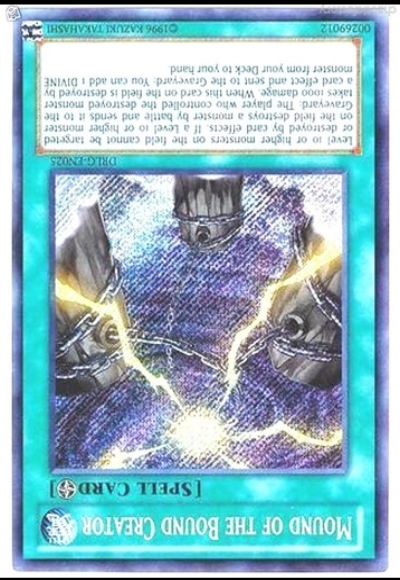 MOUND OF THE BOUND CREATOR
[SPELL CARD]
DRLG-EN025
Level 10 or higher monsters on the field cannot be targeted
or destroyed by card effects. If a Level 10 or higher monster
on the field destroys a monster by battle and sends it to the
Graveyard: The player who controlled the destroyed monster
takes 1000 damage. When this card on the field is destroyed by
a card effect and sent to the Graveyard: You can add 1 DIVINE
monster from your Deck to your hand.
00269012
©1996 KAZUKI TAKAHASHI